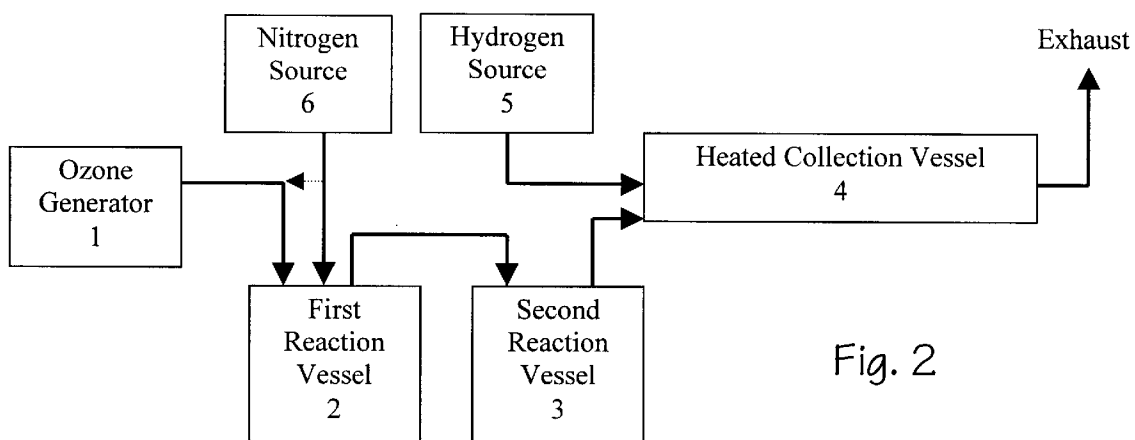 Nitrogen
Source
6
Hydrogen
Source
5
Exhaust
Ozone
Generator
1
Heated Collection Vessel
4
First
Reaction
Vessel
2
Second
Reaction
Vessel
3
Fig. 2